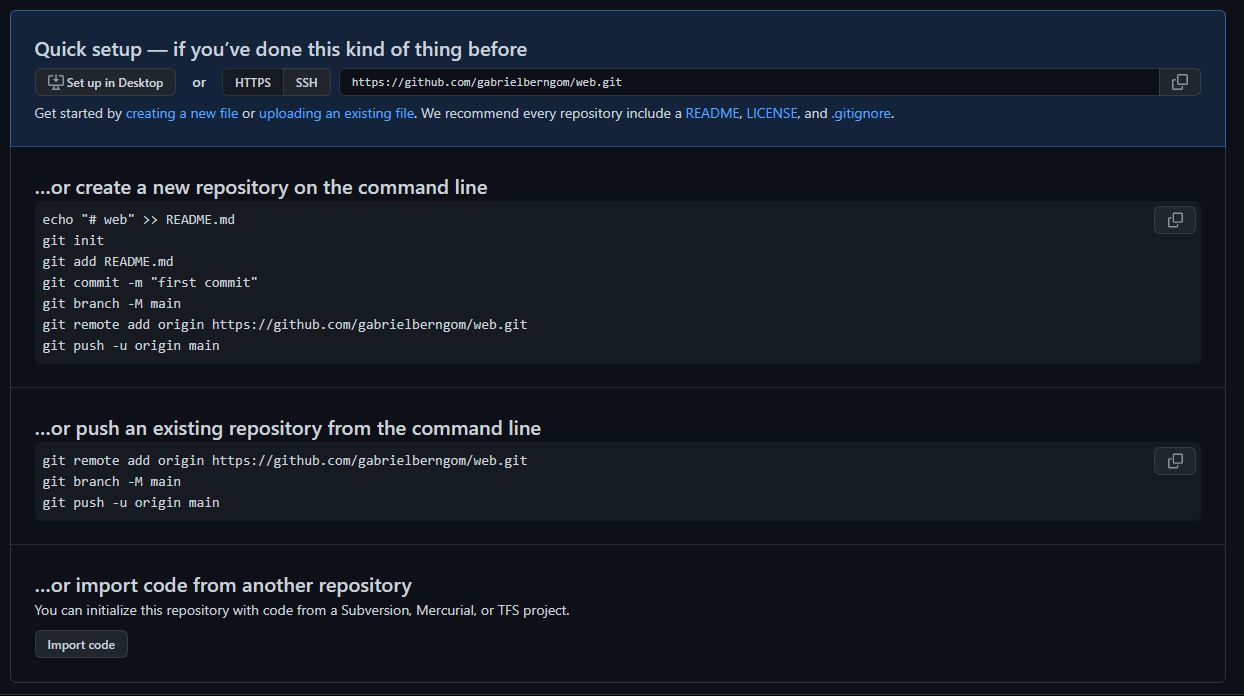 Quick setup — if you’ve done this kind of thing before
Set up in Desktop or HTTPS SSH https://github.com/gabrielberngom/web.git
Get started by creating a new file or uploading an existing file. We recommend every repository include a README, LICENSE, and .gitignore.
…or create a new repository on the command line
echo "# web" >> README.md
git init
git add README.md
git commit -m "first commit"
git branch -M main
git remote add origin https://github.com/gabrielberngom/web.git
git push -u origin main
…or push an existing repository from the command line
git remote add origin https://github.com/gabrielberngom/web.git
git branch -M main
git push -u origin main
…or import code from another repository
You can initialize this repository with code from a Subversion, Mercurial, or TFS project.
Import code